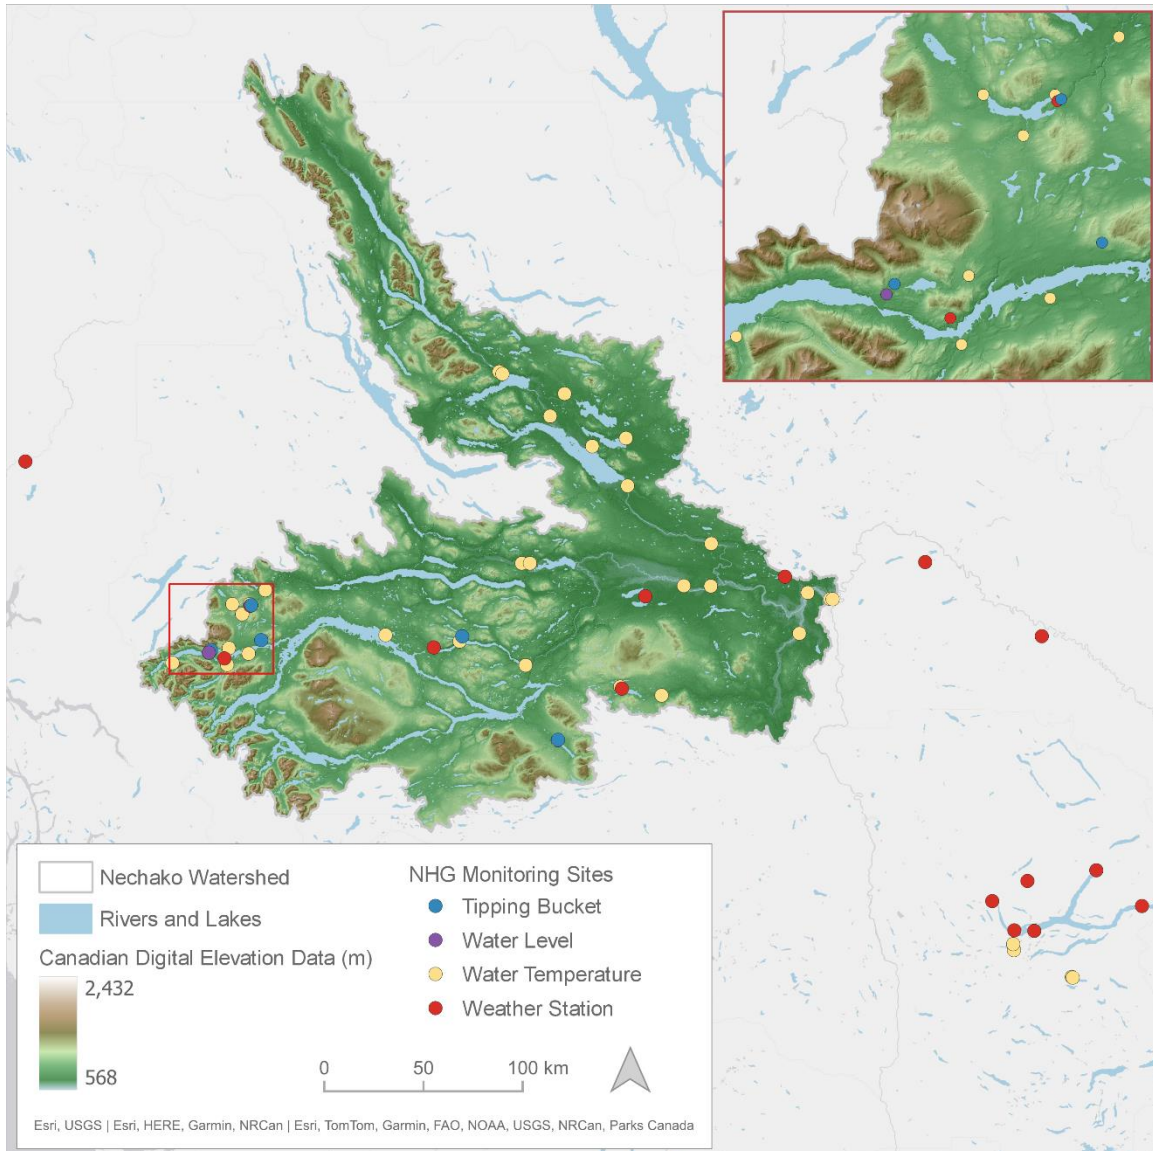 Nechako Watershed
Rivers and Lakes
Canadian Digital Elevation Data (m)
2,432
568
NHG Monitoring Sites
Tipping Bucket
Water Level
Water Temperature
Weather Station
0 50 100 km
Esri, USGS | Esri, HERE, Garmin, NRCan | Esri, TomTom, Garmin, FAO, NOAA, USGS, NRCan, Parks Canada